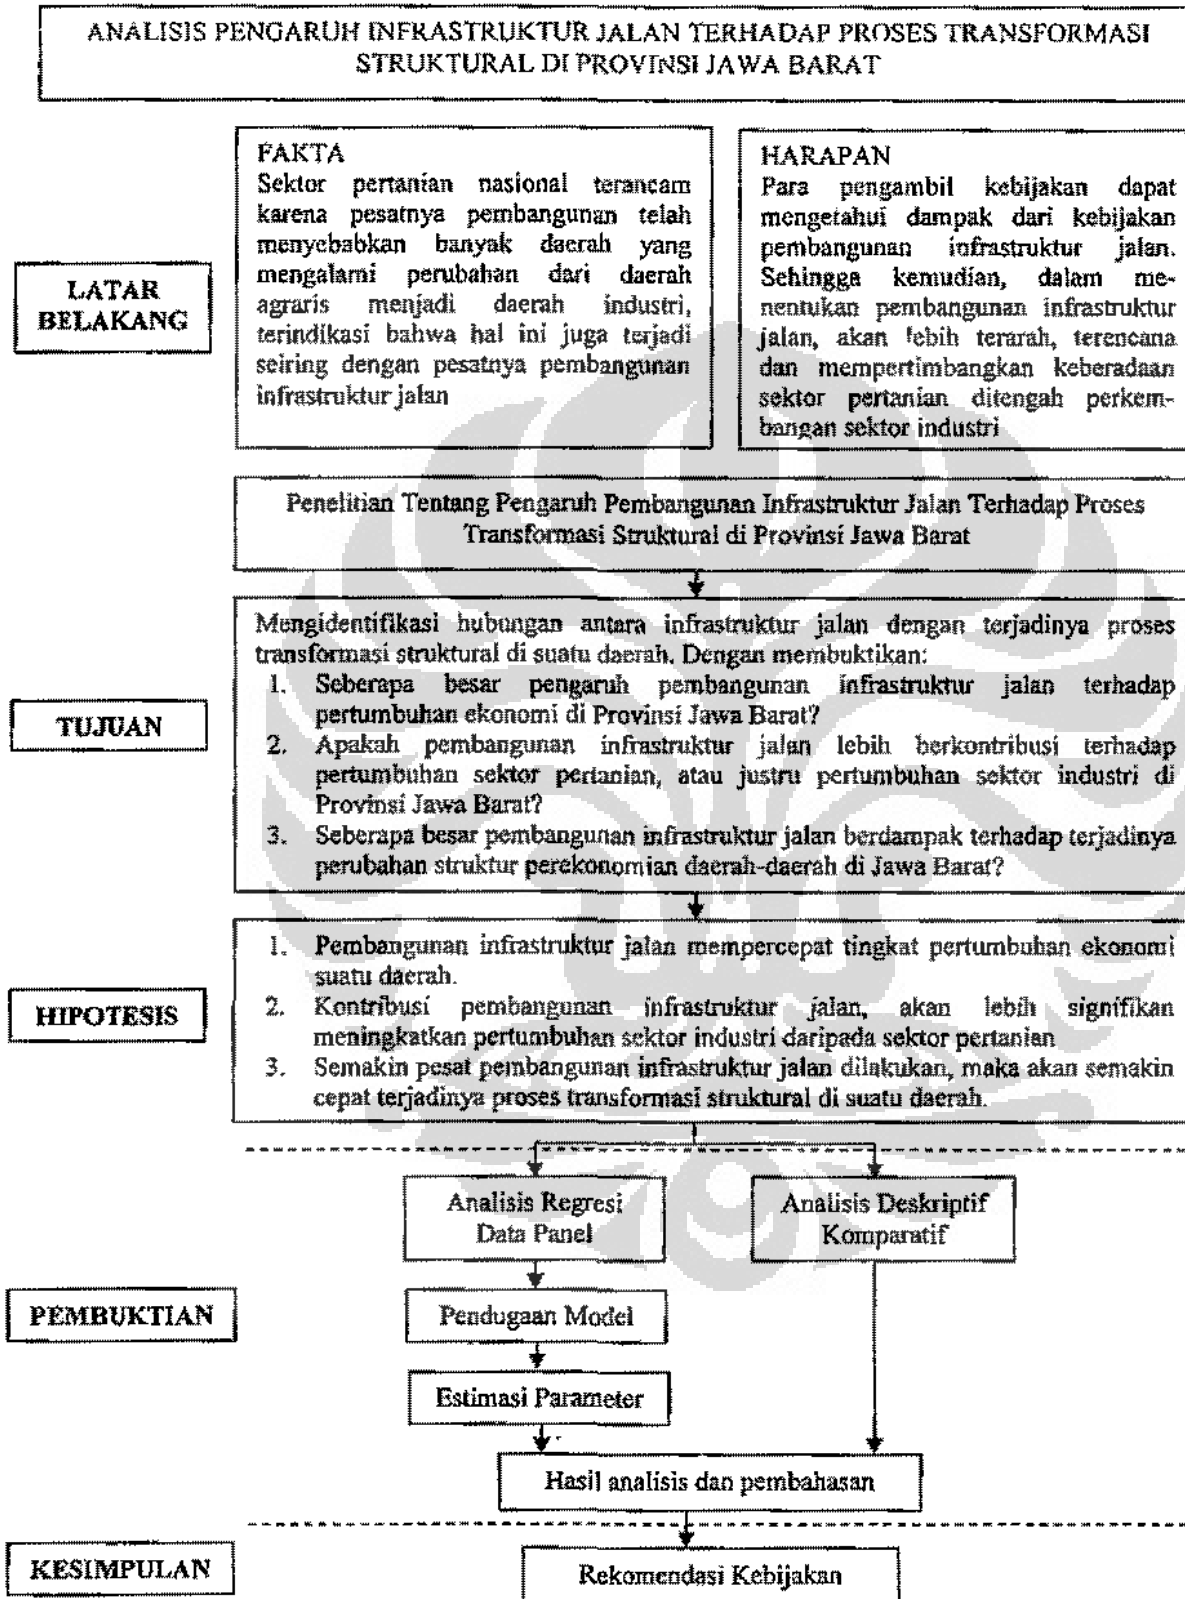 ANALISIS PENGARUH INFRASTRUKTUR JALAN TERHADAP PROSES TRANSFORMASI
STRUKTURAL DI PROVINSI JAWA BARAT
LATAR
BELAKANG
FAKTA
Sektor pertanian nasional terancam
karena pesatnya pembangunan telah
menyebabkan banyak daerah yang
mengalami perubahan dari daerah
agraris menjadi daerah industri,
terindikasi bahwa hal ini juga terjadi
seiring dengan pesatnya pembangunan
infrastruktur jalan
HARAPAN
Para pengambil kebijakan dapat
mengetahui dampak dari kebijakan
pembangunan infrastruktur jalan.
Sehingga kemudian, dalam me-
nentukan pembangunan infrastruktur
jalan, akan lebih terarah, terencana
dan mempertimbangkan keberadaan
sektor pertanian ditengah perkem-
bangan sektor industri
Penelitian Tentang Pengaruh Pembangunan Infrastruktur Jalan Terhadap Proses
Transformasi Struktural di Provinsi Jawa Barat
TUJUAN
Mengidentifikasi hubungan antara infrastruktur jalan dengan terjadinya proses
transformasi struktural di suatu daerah. Dengan membuktikan:
1. Seberapa besar pengaruh pembangunan infrastruktur jalan terhadap
pertumbuhan ekonomi di Provinsi Jawa Barat?
2. Apakah pembangunan infrastruktur jalan lebih berkontribusi terhadap
pertumbuhan sektor pertanian, atau justru pertumbuhan sektor industri di
Provinsi Jawa Barat?
3. Seberapa besar pembangunan infrastruktur jalan berdampak terhadap terjadinya
perubahan struktur perekonomian daerah-daerah di Jawa Barat?
HIPOTESIS
1. Pembangunan infrastruktur jalan mempercepat tingkat pertumbuhan ekonomi
suatu daerah.
2. Kontribusi pembangunan infrastruktur jalan, akan lebih signifikan
meningkatkan pertumbuhan sektor industri daripada sektor pertanian
3. Semakin pesat pembangunan infrastruktur jalan dilakukan, maka akan semakin
cepat terjadinya proses transformasi struktural di suatu daerah.
Analisis Regresi
Data Panel
Analisis Deskriptif
Komparatif
PEMBUKTIAN
Pendugaan Model
Estimasi Parameter
Hasil analisis dan pembahasan
KESIMPULAN
Rekomendasi Kebijakan